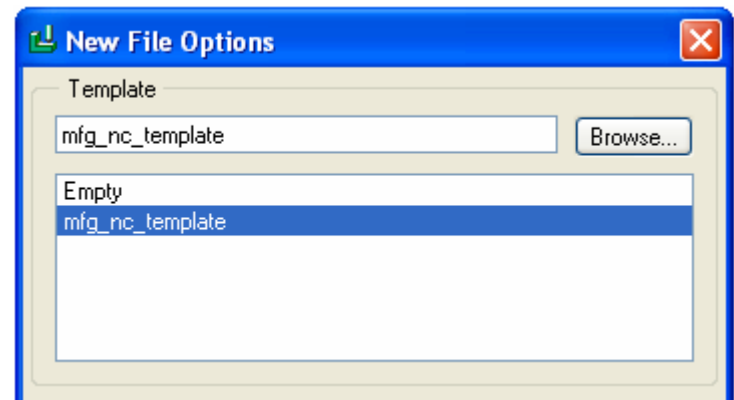 New File Options
Template
mfg_nc_template
Browse...
Empty
mfg_nc_template